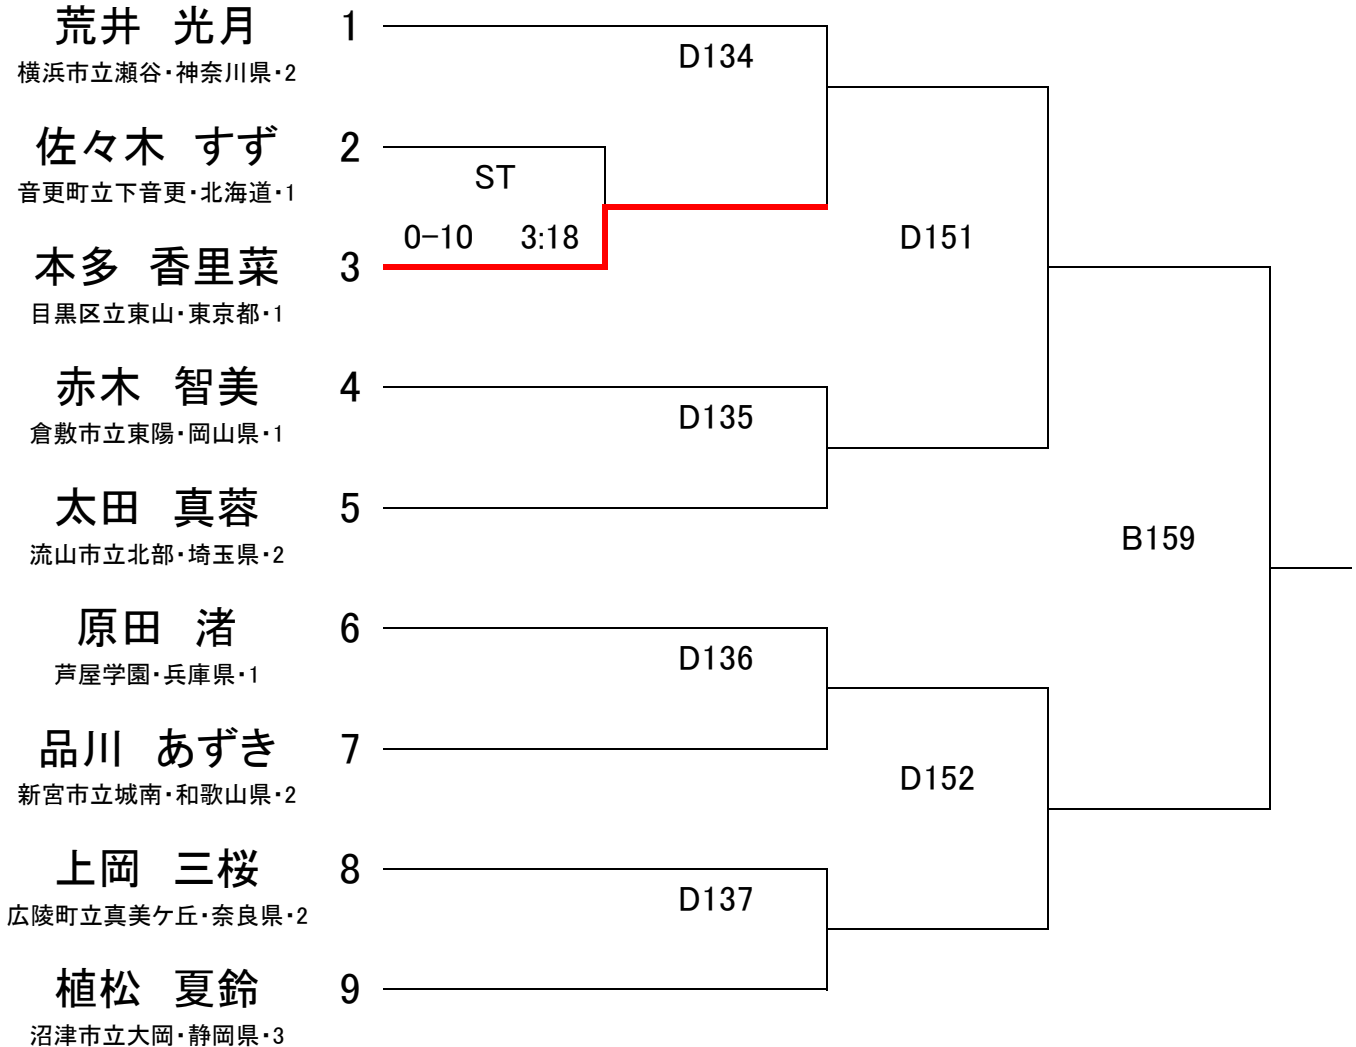 荒井　光月 1
横浜市立瀬谷・神奈川県・2
D134
佐々木　すず 2
音更町立下音更・北海道・1
ST
0-10 3:18
D151
本多　香里菜 3
目黒区立東山・東京都・1
赤木　智美 4
倉敷市立東陽・岡山県・1
D135
太田　真蓉 5
流山市立北部・埼玉県・2
B159
原田　渚 6
芦屋学園・兵庫県・1
D136
品川　あずき 7
新宮市立城南・和歌山県・2
D152
上岡　三桜 8
広陵町立真美ケ丘・奈良県・2
D137
植松　夏鈴 9
沼津市立大岡・静岡県・3